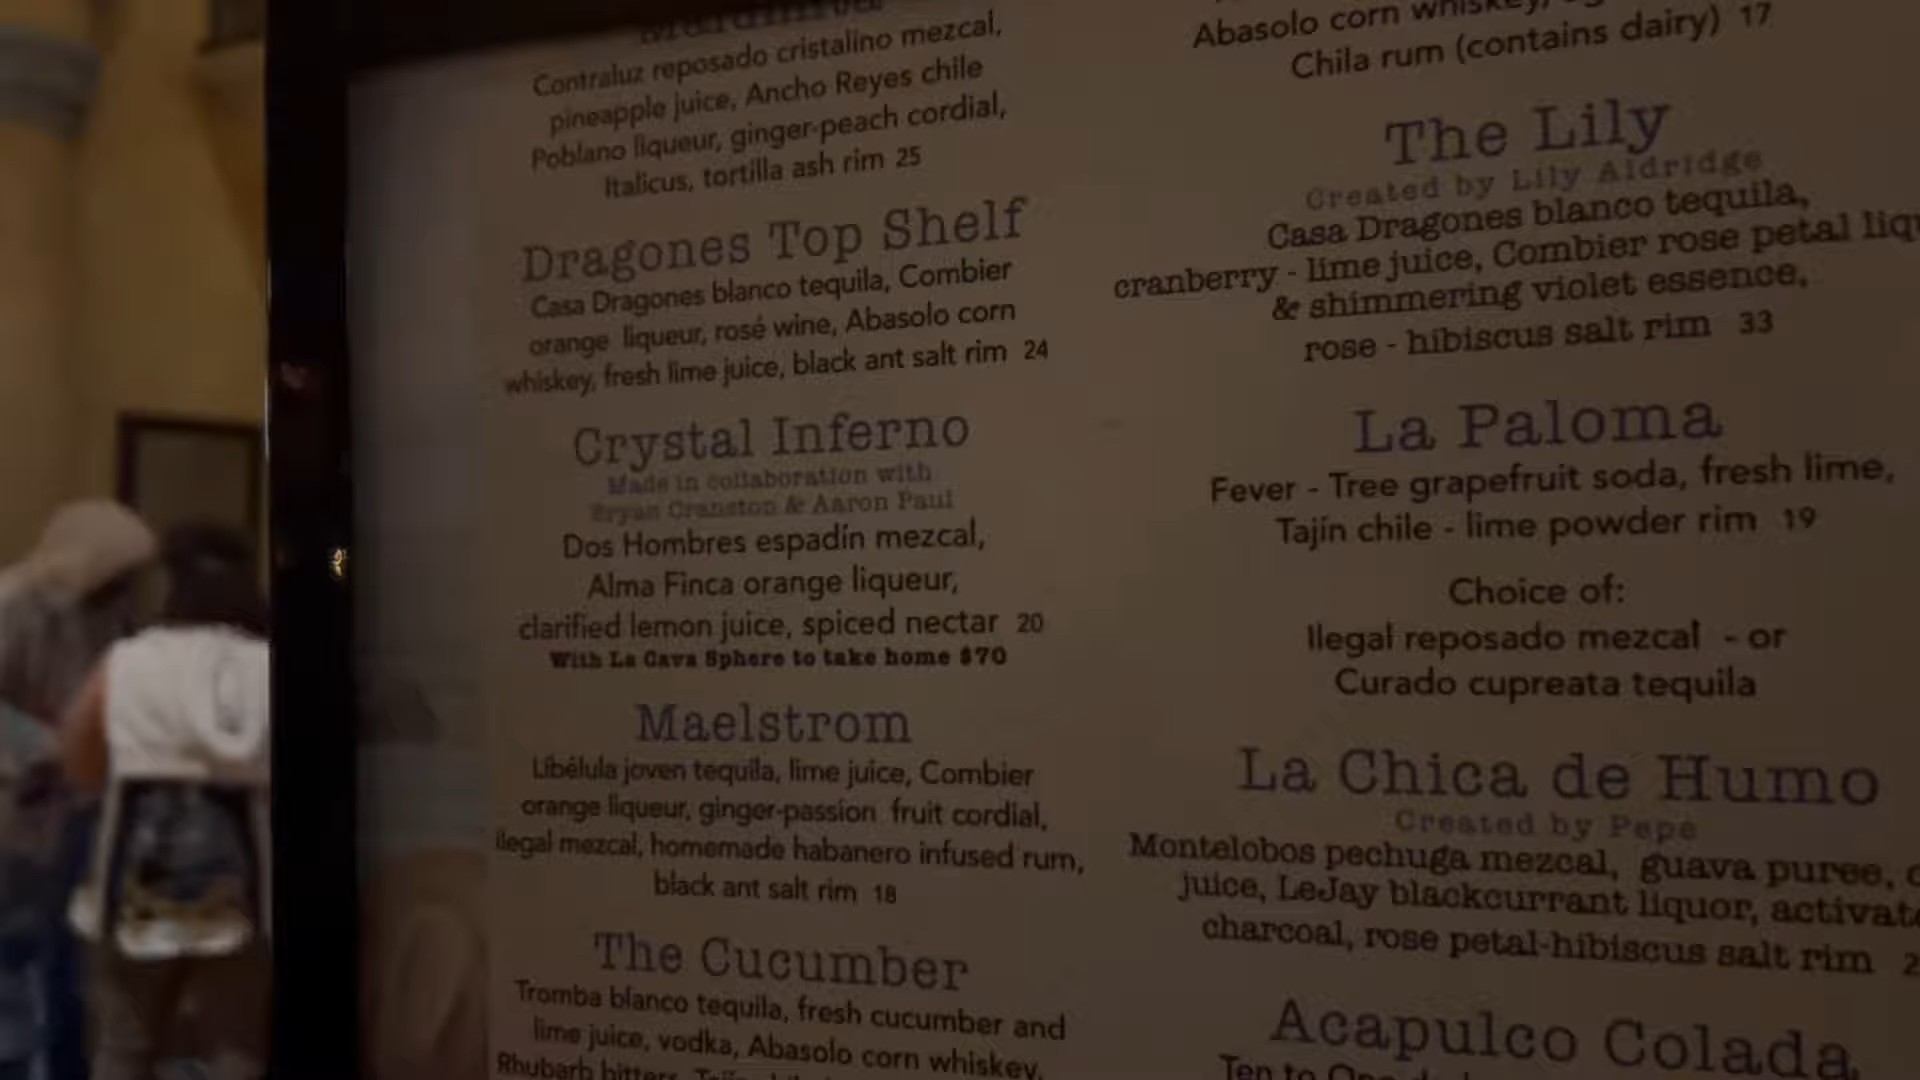 Contraluz reposado cristalino mezcal,
pineapple juice, Ancho Reyes chile
Poblano liqueur, ginger-peach cordial,
Italicus, tortilla ash rim 25
Dragones Top Shelf
Casa Dragones blanco tequila, Combier
orange liqueur, rosé wine, Abasolo corn
whiskey, fresh lime juice, black ant salt rim 24
Crystal Inferno
Made in collaboration with
Bryan Cranston & Aaron Paul
Dos Hombres espadín mezcal,
Alma Finca orange liqueur,
clarified lemon juice, spiced nectar 20
With La Cava Sphere to take home $70
Maelstrom
Libélula joven tequila, lime juice, Combier
orange liqueur, ginger-passion fruit cordial,
Ilegal mezcal, homemade habanero infused rum,
black ant salt rim 18
The Cucumber
Tromba blanco tequila, fresh cucumber and
lime juice, vodka, Abasolo corn whiskey,
Rhubarb bitters,
Abasolo corn whiskey,
Chila rum (contains dairy) 17
The Lily
Created by Lily Aldridge
Casa Dragones blanco tequila,
cranberry - lime juice, Combier rose petal liqu
& shimmering violet essence,
rose - hibiscus salt rim 33
La Paloma
Fever - Tree grapefruit soda, fresh lime,
Tajín chile - lime powder rim 19
Choice of:
Ilegal reposado mezcal - or
Curado cupreata tequila
La Chica de Humo
Created by Pepe
Montelobos pechuga mezcal, guava puree,
juice, LeJay blackcurrant liquor, activat
charcoal, rose petal-hibiscus salt rim 2
Acapulco Colada
Ten to One